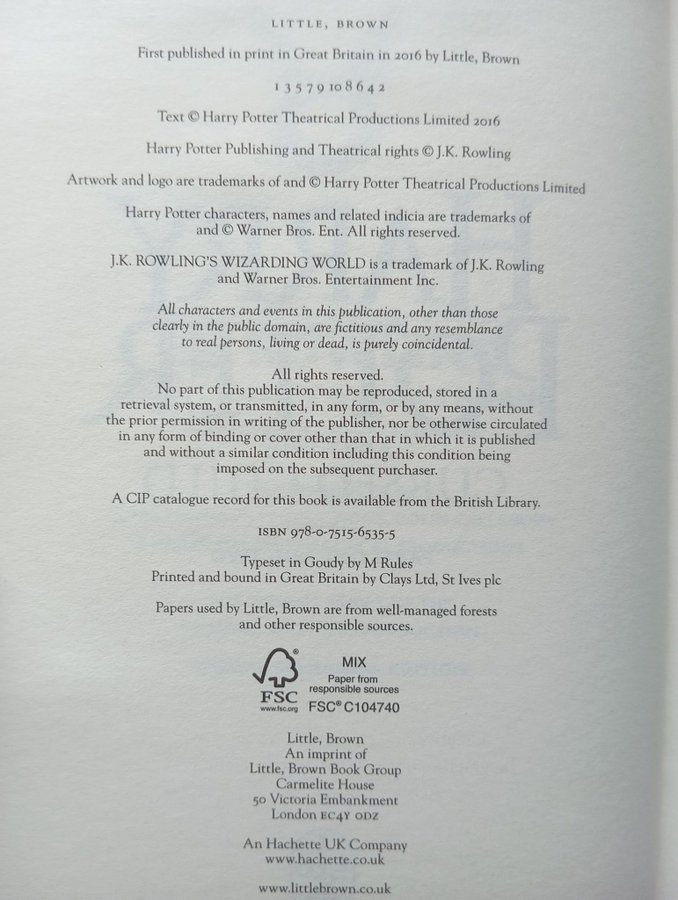 LITTLE, BROWN
First published in print in Great Britain in 2016 by Little, Brown
1 3 5 7 9 10 8 6 4 2
Text © Harry Potter Theatrical Productions Limited 2016
Harry Potter Publishing and Theatrical rights © J.K. Rowling
Artwork and logo are trademarks of and © Harry Potter Theatrical Productions Limited
Harry Potter characters, names and related indicia are trademarks of
and © Warner Bros. Ent. All rights reserved.
J.K. ROWLING'S WIZARDING WORLD is a trademark of J.K. Rowling
and Warner Bros. Entertainment Inc.
All characters and events in this publication, other than those
clearly in the public domain, are fictitious and any resemblance
to real persons, living or dead, is purely coincidental.
All rights reserved.
No part of this publication may be reproduced, stored in a
retrieval system, or transmitted, in any form, or by any means, without
the prior permission in writing of the publisher, nor be otherwise circulated
in any form of binding or cover other than that in which it is published
and without a similar condition including this condition being
imposed on the subsequent purchaser.
A CIP catalogue record for this book is available from the British Library.
ISBN 978-0-7515-6535-5
Typeset in Goudy by M Rules
Printed and bound in Great Britain by Clays Ltd, St Ives plc
Papers used by Little, Brown are from well-managed forests
and other responsible sources.
®
FSC
www.fsc.org
MIX
Paper from
responsible sources
FSC® C104740
Little, Brown
An imprint of
Little, Brown Book Group
Carmelite House
50 Victoria Embankment
London EC4Y 0DZ
An Hachette UK Company
www.hachette.co.uk
www.littlebrown.co.uk